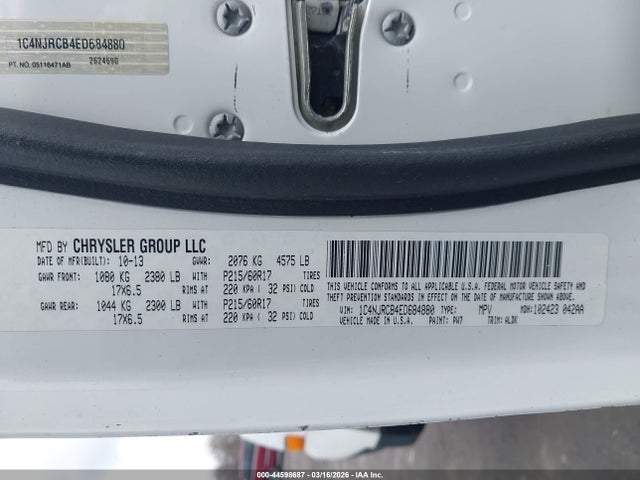 1C4NJRCB4ED684880
PT. NO. 05116471AB 2624690
MFD BY CHRYSLER GROUP LLC
DATE OF MFR(BUILT): 10-13 GVWR: 2076 KG 4575 LB
GAWR FRONT: 1080 KG 2380 LB WITH P215/60R17 TIRES
17X6.5 RIMS AT 220 KPA ( 32 PSI) COLD
GAWR REAR: 1044 KG 2300 LB WITH P215/60R17 TIRES
17X6.5 RIMS AT 220 KPA ( 32 PSI) COLD
THIS VEHICLE CONFORMS TO ALL APPLICABLE U.S.A. FEDERAL MOTOR VEHICLE SAFETY AND
THEFT PREVENTION STANDARDS IN EFFECT ON THE DATE OF MANUFACTURE SHOWN ABOVE.
VIN: 1C4NJRCB4ED684880 TYPE: MPV MDH: 102423 042AA
VEHICLE MADE IN U.S.A. PAINT: PW7 TRIM: ALDK
000-44598687 - 03/16/2026 - IAA.COM